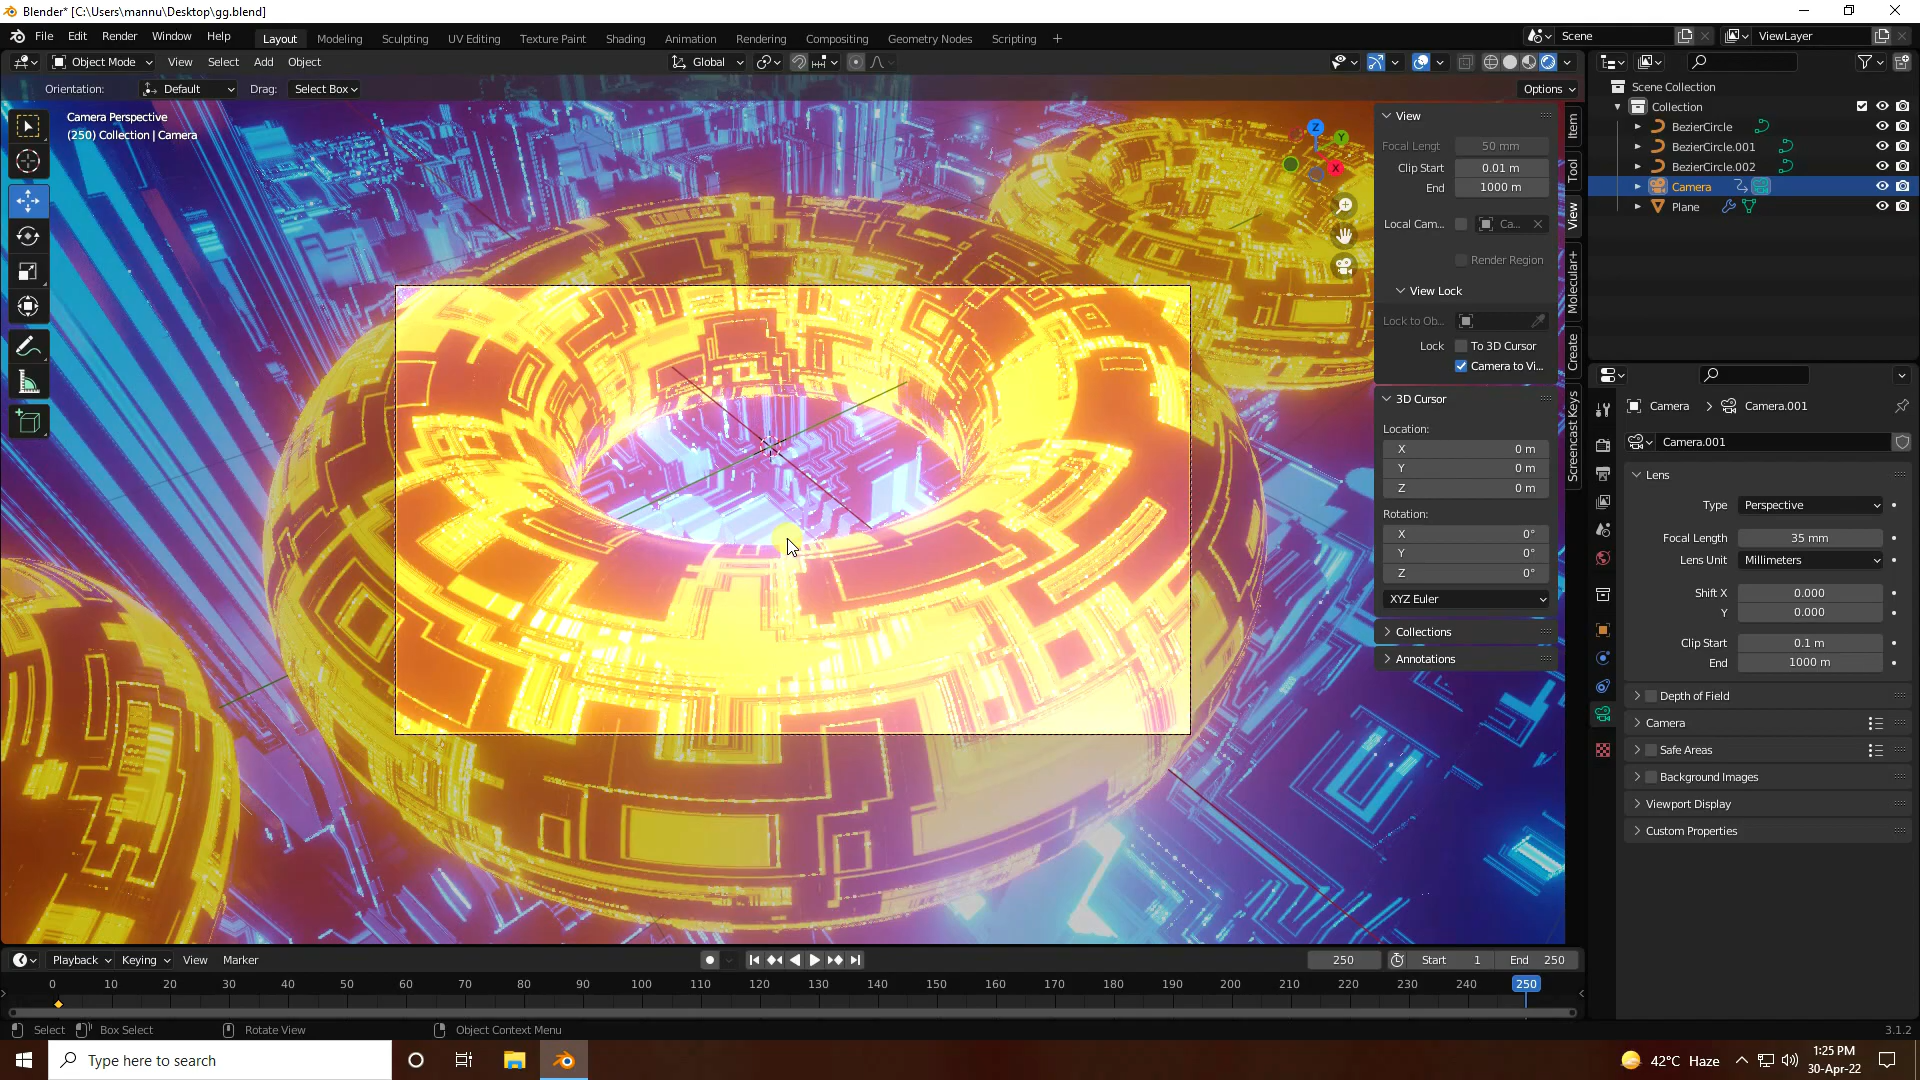 Blender* [C:\Users\mannu\Desktop\gg.blend]
File Edit Render Window Help
Layout Modeling Sculpting UV Editing Texture Paint Shading Animation Rendering Compositing Geometry Nodes Scripting +
Scene
ViewLayer
Object Mode View Select Add Object
Global
Orientation: Default Drag: Select Box
Options
Camera Perspective
(250) Collection | Camera
Z
Y
X
View
Focal Lengt 50 mm
Clip Start 0.01 m
End 1000 m
Local Cam... Ca...
Render Region
View Lock
Lock to Ob...
Lock To 3D Cursor
Camera to Vi...
3D Cursor
Location:
X 0 m
Y 0 m
Z 0 m
Rotation:
X 0°
Y 0°
Z 0°
XYZ Euler
Collections
Annotations
Item
Tool
View
Molecular+
Create
Screencast Keys
Scene Collection
Collection
BezierCircle
BezierCircle.001
BezierCircle.002
Camera
Plane
Camera > Camera.001
Camera.001
Lens
Type Perspective
Focal Length 35 mm
Lens Unit Millimeters
Shift X 0.000
Y 0.000
Clip Start 0.1 m
End 1000 m
Depth of Field
Camera
Safe Areas
Background Images
Viewport Display
Custom Properties
Playback Keying View Marker
250 Start 1 End 250
0 10 20 30 40 50 60 70 80 90 100 110 120 130 140 150 160 170 180 190 200 210 220 230 240 250
Select Box Select Rotate View Object Context Menu
3.1.2
Type here to search
42°C Haze
1:25 PM
30-Apr-22